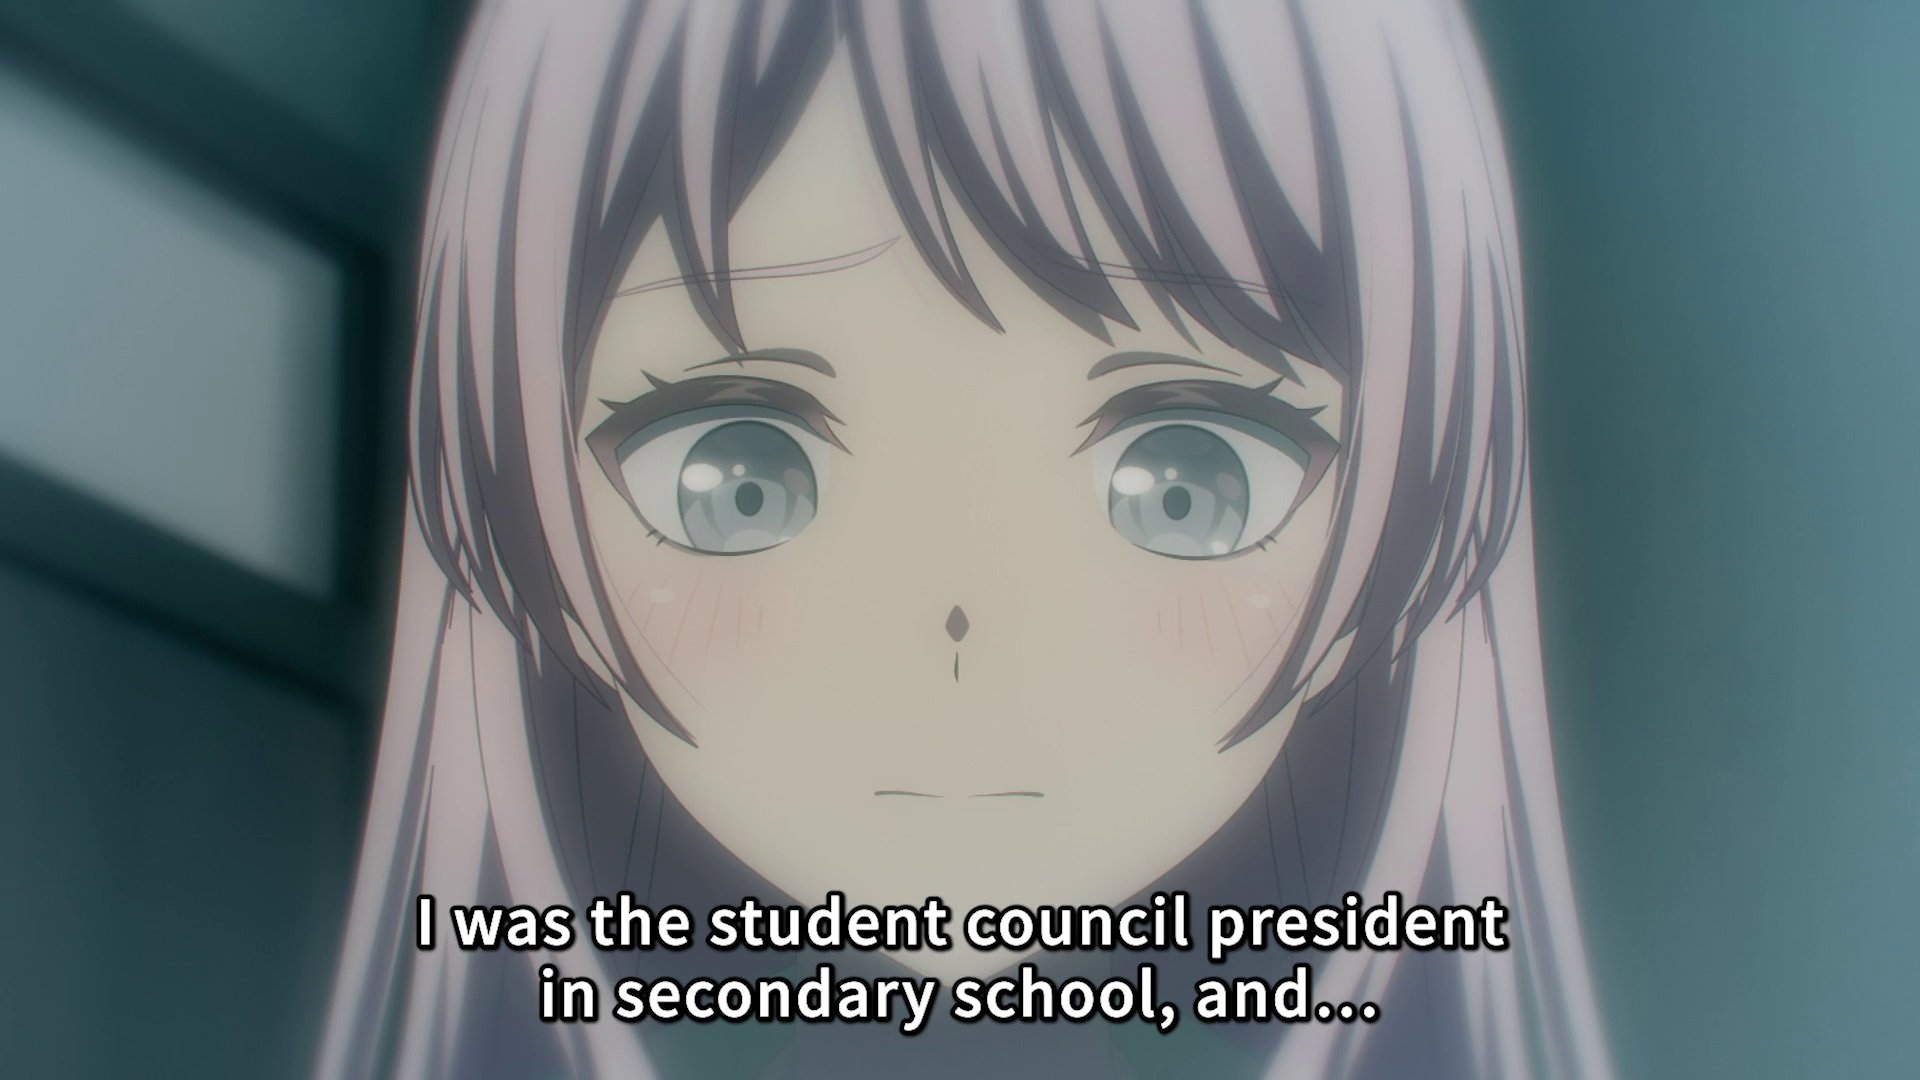 I was the student council president
in secondary school, and...